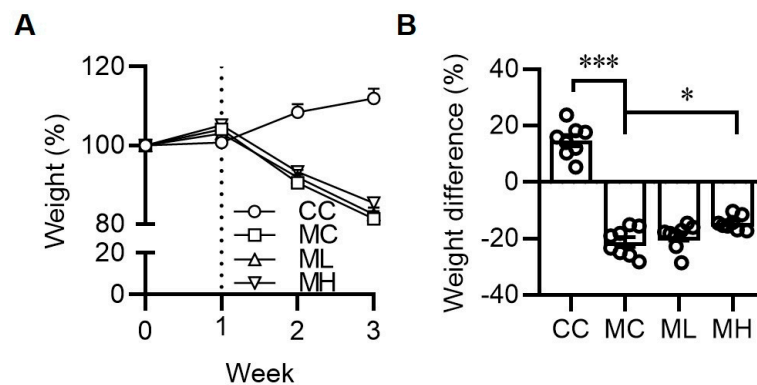 A
Weight (%)
120
100
80
20
0
CC
MC
ML
MH
0 1 2 3
Week
B
Weight difference (%)
40
20
0
-20
-40
***
*
CC MC ML MH